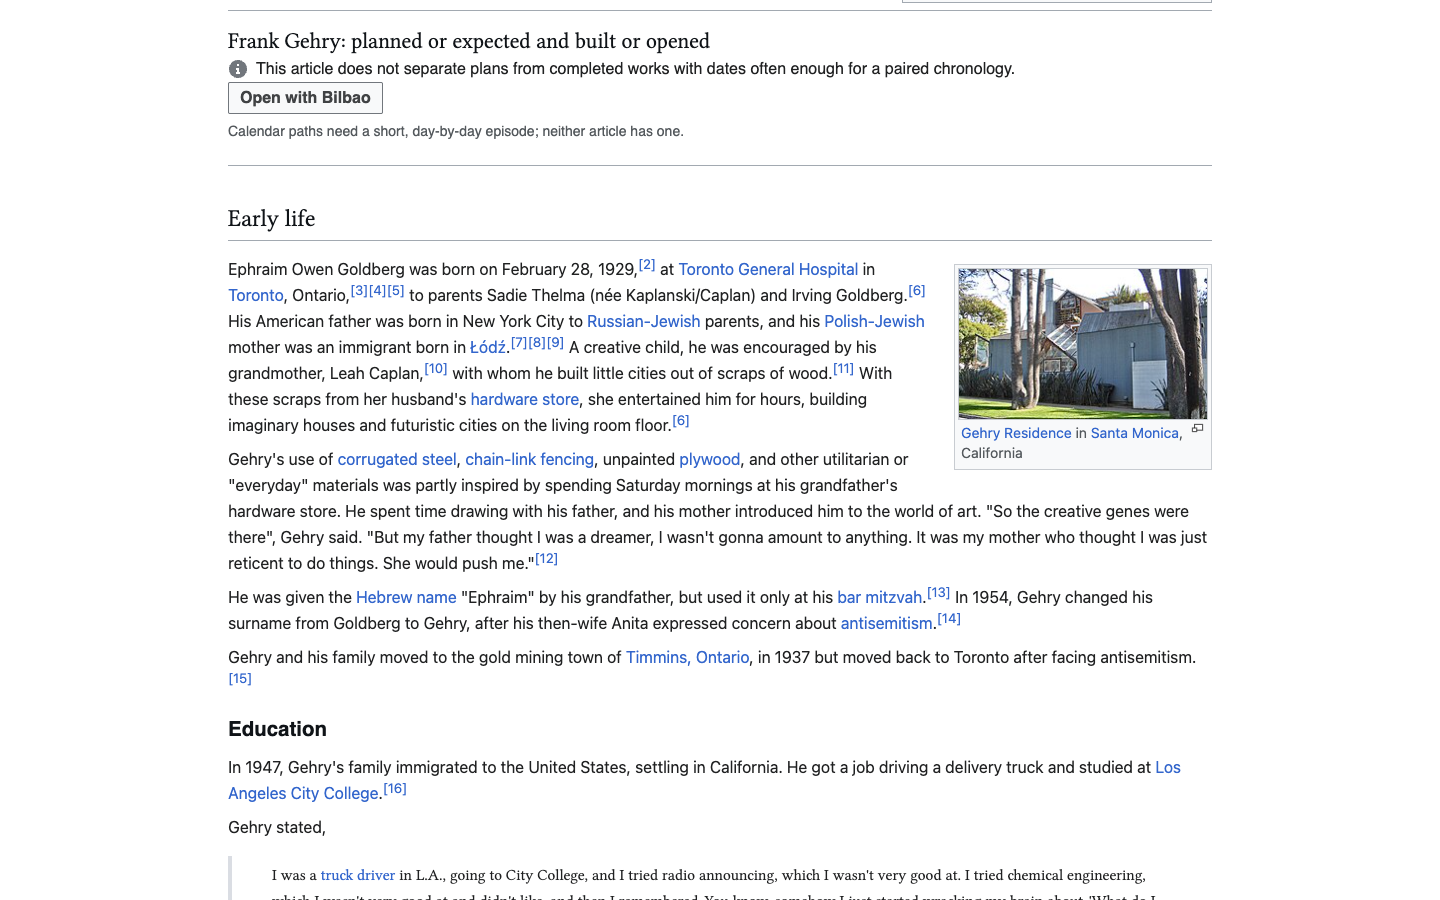 Frank Gehry: planned or expected and built or opened
This article does not separate plans from completed works with dates often enough for a paired chronology.
Open with Bilbao
Calendar paths need a short, day-by-day episode; neither article has one.
Early life
Ephraim Owen Goldberg was born on February 28, 1929,[2] at Toronto General Hospital in
Toronto, Ontario,[3][4][5] to parents Sadie Thelma (née Kaplanski/Caplan) and Irving Goldberg.[6]
His American father was born in New York City to Russian-Jewish parents, and his Polish-Jewish
mother was an immigrant born in Łódź.[7][8][9] A creative child, he was encouraged by his
grandmother, Leah Caplan,[10] with whom he built little cities out of scraps of wood.[11] With
these scraps from her husband's hardware store, she entertained him for hours, building
imaginary houses and futuristic cities on the living room floor.[6]
Gehry Residence in Santa Monica,
California
Gehry's use of corrugated steel, chain-link fencing, unpainted plywood, and other utilitarian or
"everyday" materials was partly inspired by spending Saturday mornings at his grandfather's
hardware store. He spent time drawing with his father, and his mother introduced him to the world of art. "So the creative genes were
there", Gehry said. "But my father thought I was a dreamer, I wasn't gonna amount to anything. It was my mother who thought I was just
reticent to do things. She would push me."[12]
He was given the Hebrew name "Ephraim" by his grandfather, but used it only at his bar mitzvah.[13] In 1954, Gehry changed his
surname from Goldberg to Gehry, after his then-wife Anita expressed concern about antisemitism.[14]
Gehry and his family moved to the gold mining town of Timmins, Ontario, in 1937 but moved back to Toronto after facing antisemitism.
[15]
Education
In 1947, Gehry's family immigrated to the United States, settling in California. He got a job driving a delivery truck and studied at Los
Angeles City College.[16]
Gehry stated,
I was a truck driver in L.A., going to City College, and I tried radio announcing, which I wasn't very good at. I tried chemical engineering,